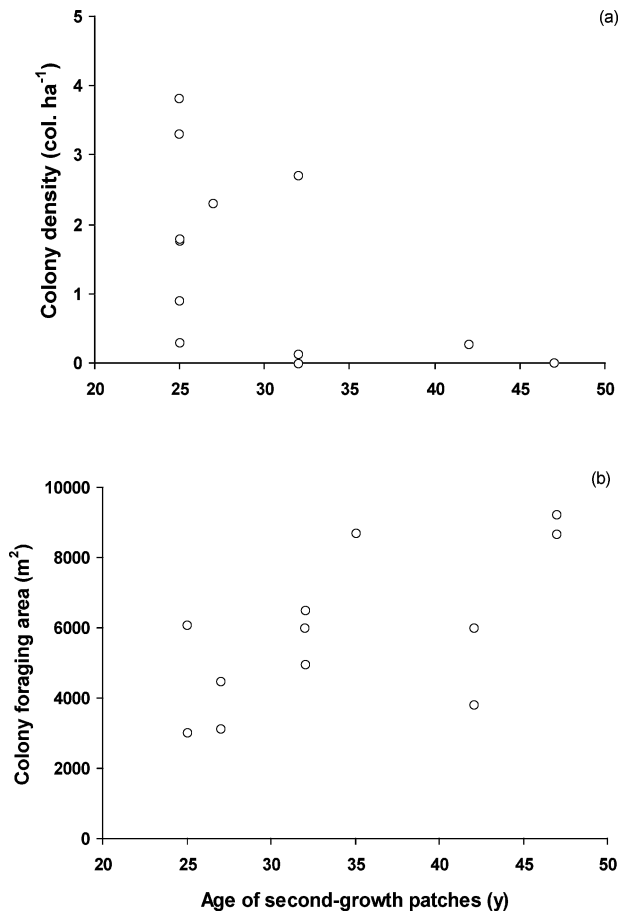 (a)
Colony density (col. ha⁻¹)
5
4
3
2
1
0
20 25 30 35 40 45 50
(b)
Colony foraging area (m²)
10000
8000
6000
4000
2000
0
20 25 30 35 40 45 50
Age of second-growth patches (y)